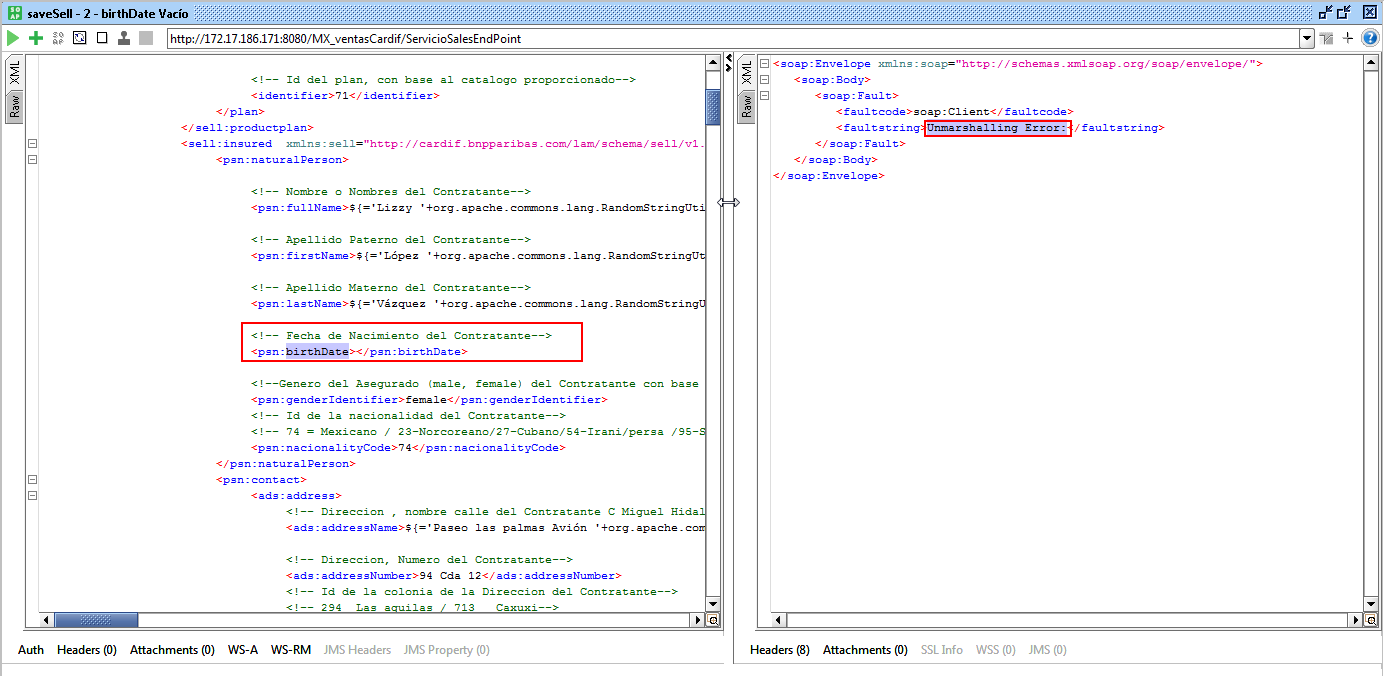 SO
AP
saveSell - 2 - birthDate Vacío
SO
AP
http://172.17.186.171:8080/MX_ventasCardif/ServicioSalesEndPoint
XML
Raw
<!-- Id del plan, con base al catalogo proporcionado-->
<identifier>71</identifier>
</plan>
</sell:productplan>
<sell:insured  xmlns:sell="http://cardif.bnpparibas.com/lam/schema/sell/v1.
<psn:naturalPerson>
<!-- Nombre o Nombres del Contratante-->
<psn:fullName>${='Lizzy '+org.apache.commons.lang.RandomStringUti
<!-- Apellido Paterno del Contratante-->
<psn:firstName>${='López '+org.apache.commons.lang.RandomStringUt
<!-- Apellido Materno del Contratante-->
<psn:lastName>${='Vázquez '+org.apache.commons.lang.RandomStringU
<!-- Fecha de Nacimiento del Contratante-->
<psn:birthDate></psn:birthDate>
<!--Genero del Asegurado (male, female) del Contratante con base
<psn:genderIdentifier>female</psn:genderIdentifier>
<!-- Id de la nacionalidad del Contratante-->
<!-- 74 = Mexicano / 23-Norcoreano/27-Cubano/54-Irani/persa /95-S
<psn:nacionalityCode>74</psn:nacionalityCode>
</psn:naturalPerson>
<psn:contact>
<ads:address>
<!-- Direccion , nombre calle del Contratante C Miguel Hidal
<ads:addressName>${='Paseo las palmas Avión '+org.apache.com
<!-- Direccion, Numero del Contratante-->
<ads:addressNumber>94 Cda 12</ads:addressNumber>
<!-- Id de la colonia de la Direccion del Contratante-->
<!-- 294  Las aguilas / 713   Caxuxi-->
Auth Headers (0) Attachments (0) WS-A WS-RM JMS Headers JMS Property (0)
XML
Raw
<soap:Envelope xmlns:soap="http://schemas.xmlsoap.org/soap/envelope/">
<soap:Body>
<soap:Fault>
<faultcode>soap:Client</faultcode>
<faultstring>Unmarshalling Error:</faultstring>
</soap:Fault>
</soap:Body>
</soap:Envelope>
Headers (8) Attachments (0) SSL Info WSS (0) JMS (0)